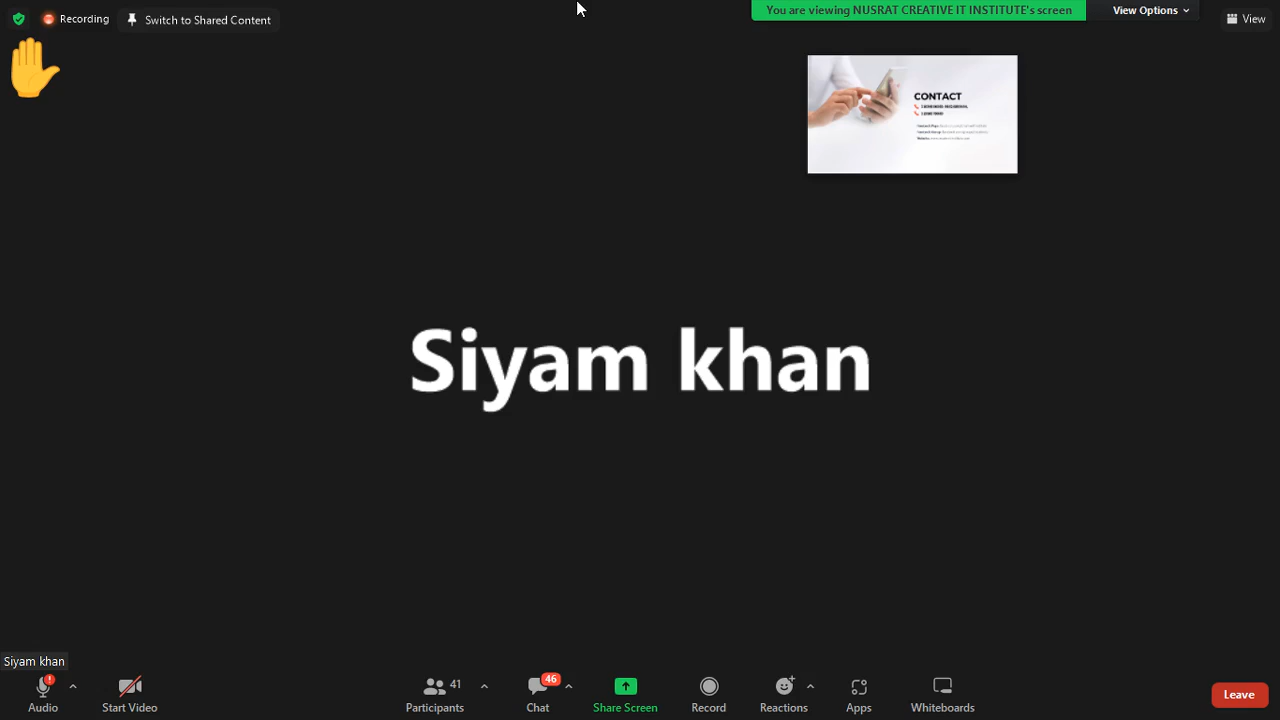 Recording
Switch to Shared Content
You are viewing NUSRAT CREATIVE IT INSTITUTE's screen
View Options
View
CONTACT
Siyam khan
Siyam khan
Audio
Start Video
41
Participants
46
Chat
Share Screen
Record
Reactions
Apps
Whiteboards
Leave